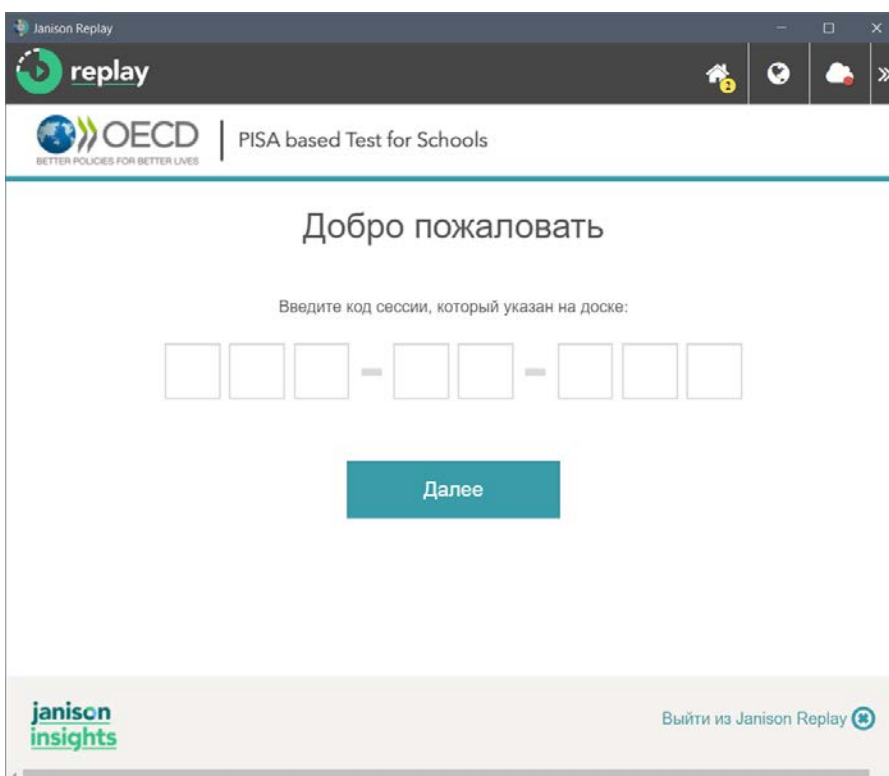 Janison Replay
replay
2
OECD
BETTER POLICIES FOR BETTER LIVES
PISA based Test for Schools
Добро пожаловать
Введите код сессии, который указан на доске:
Далее
janison
insights
Выйти из Janison Replay